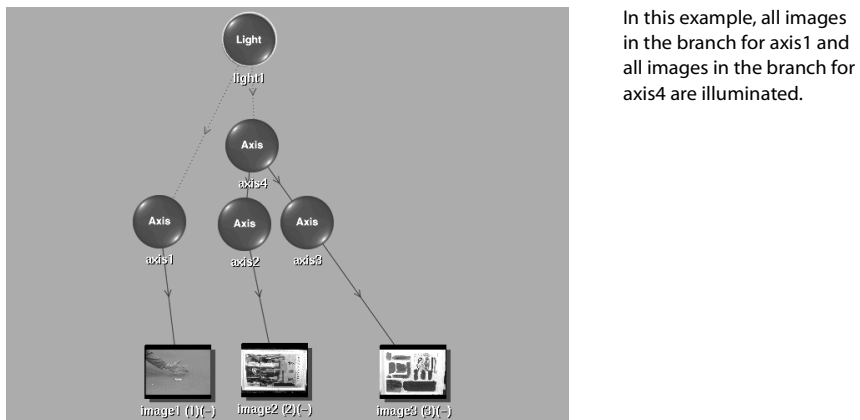 In this example, all images
in the branch for axis1 and
all images in the branch for
axis4 are illuminated.
Light
light1
Axis
axis4
Axis
axis1
Axis
axis2
Axis
axis3
image1 (1)(-)
image2 (2)(-)
image3 (3)(-)